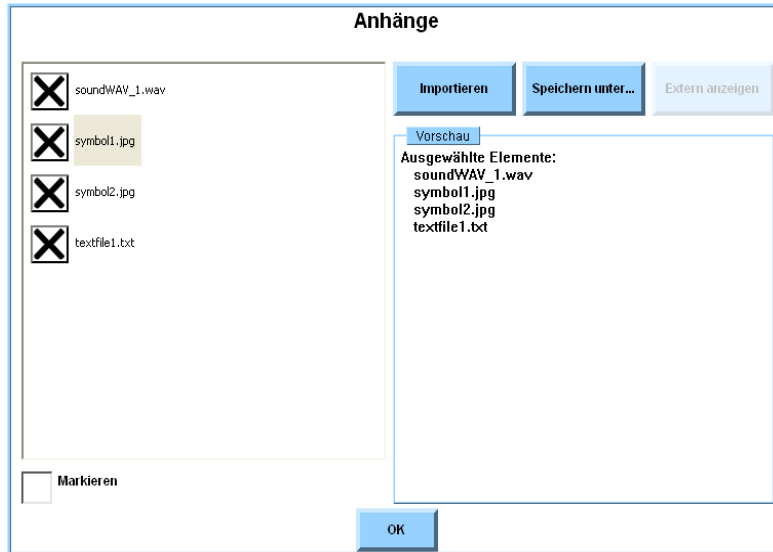 Anhänge
soundWAV_1.wav
symbol1.jpg
symbol2.jpg
textfile1.txt
Markieren
Importieren
Speichern unter...
Extern anzeigen
Vorschau
Ausgewählte Elemente:
soundWAV_1.wav
symbol1.jpg
symbol2.jpg
textfile1.txt
OK